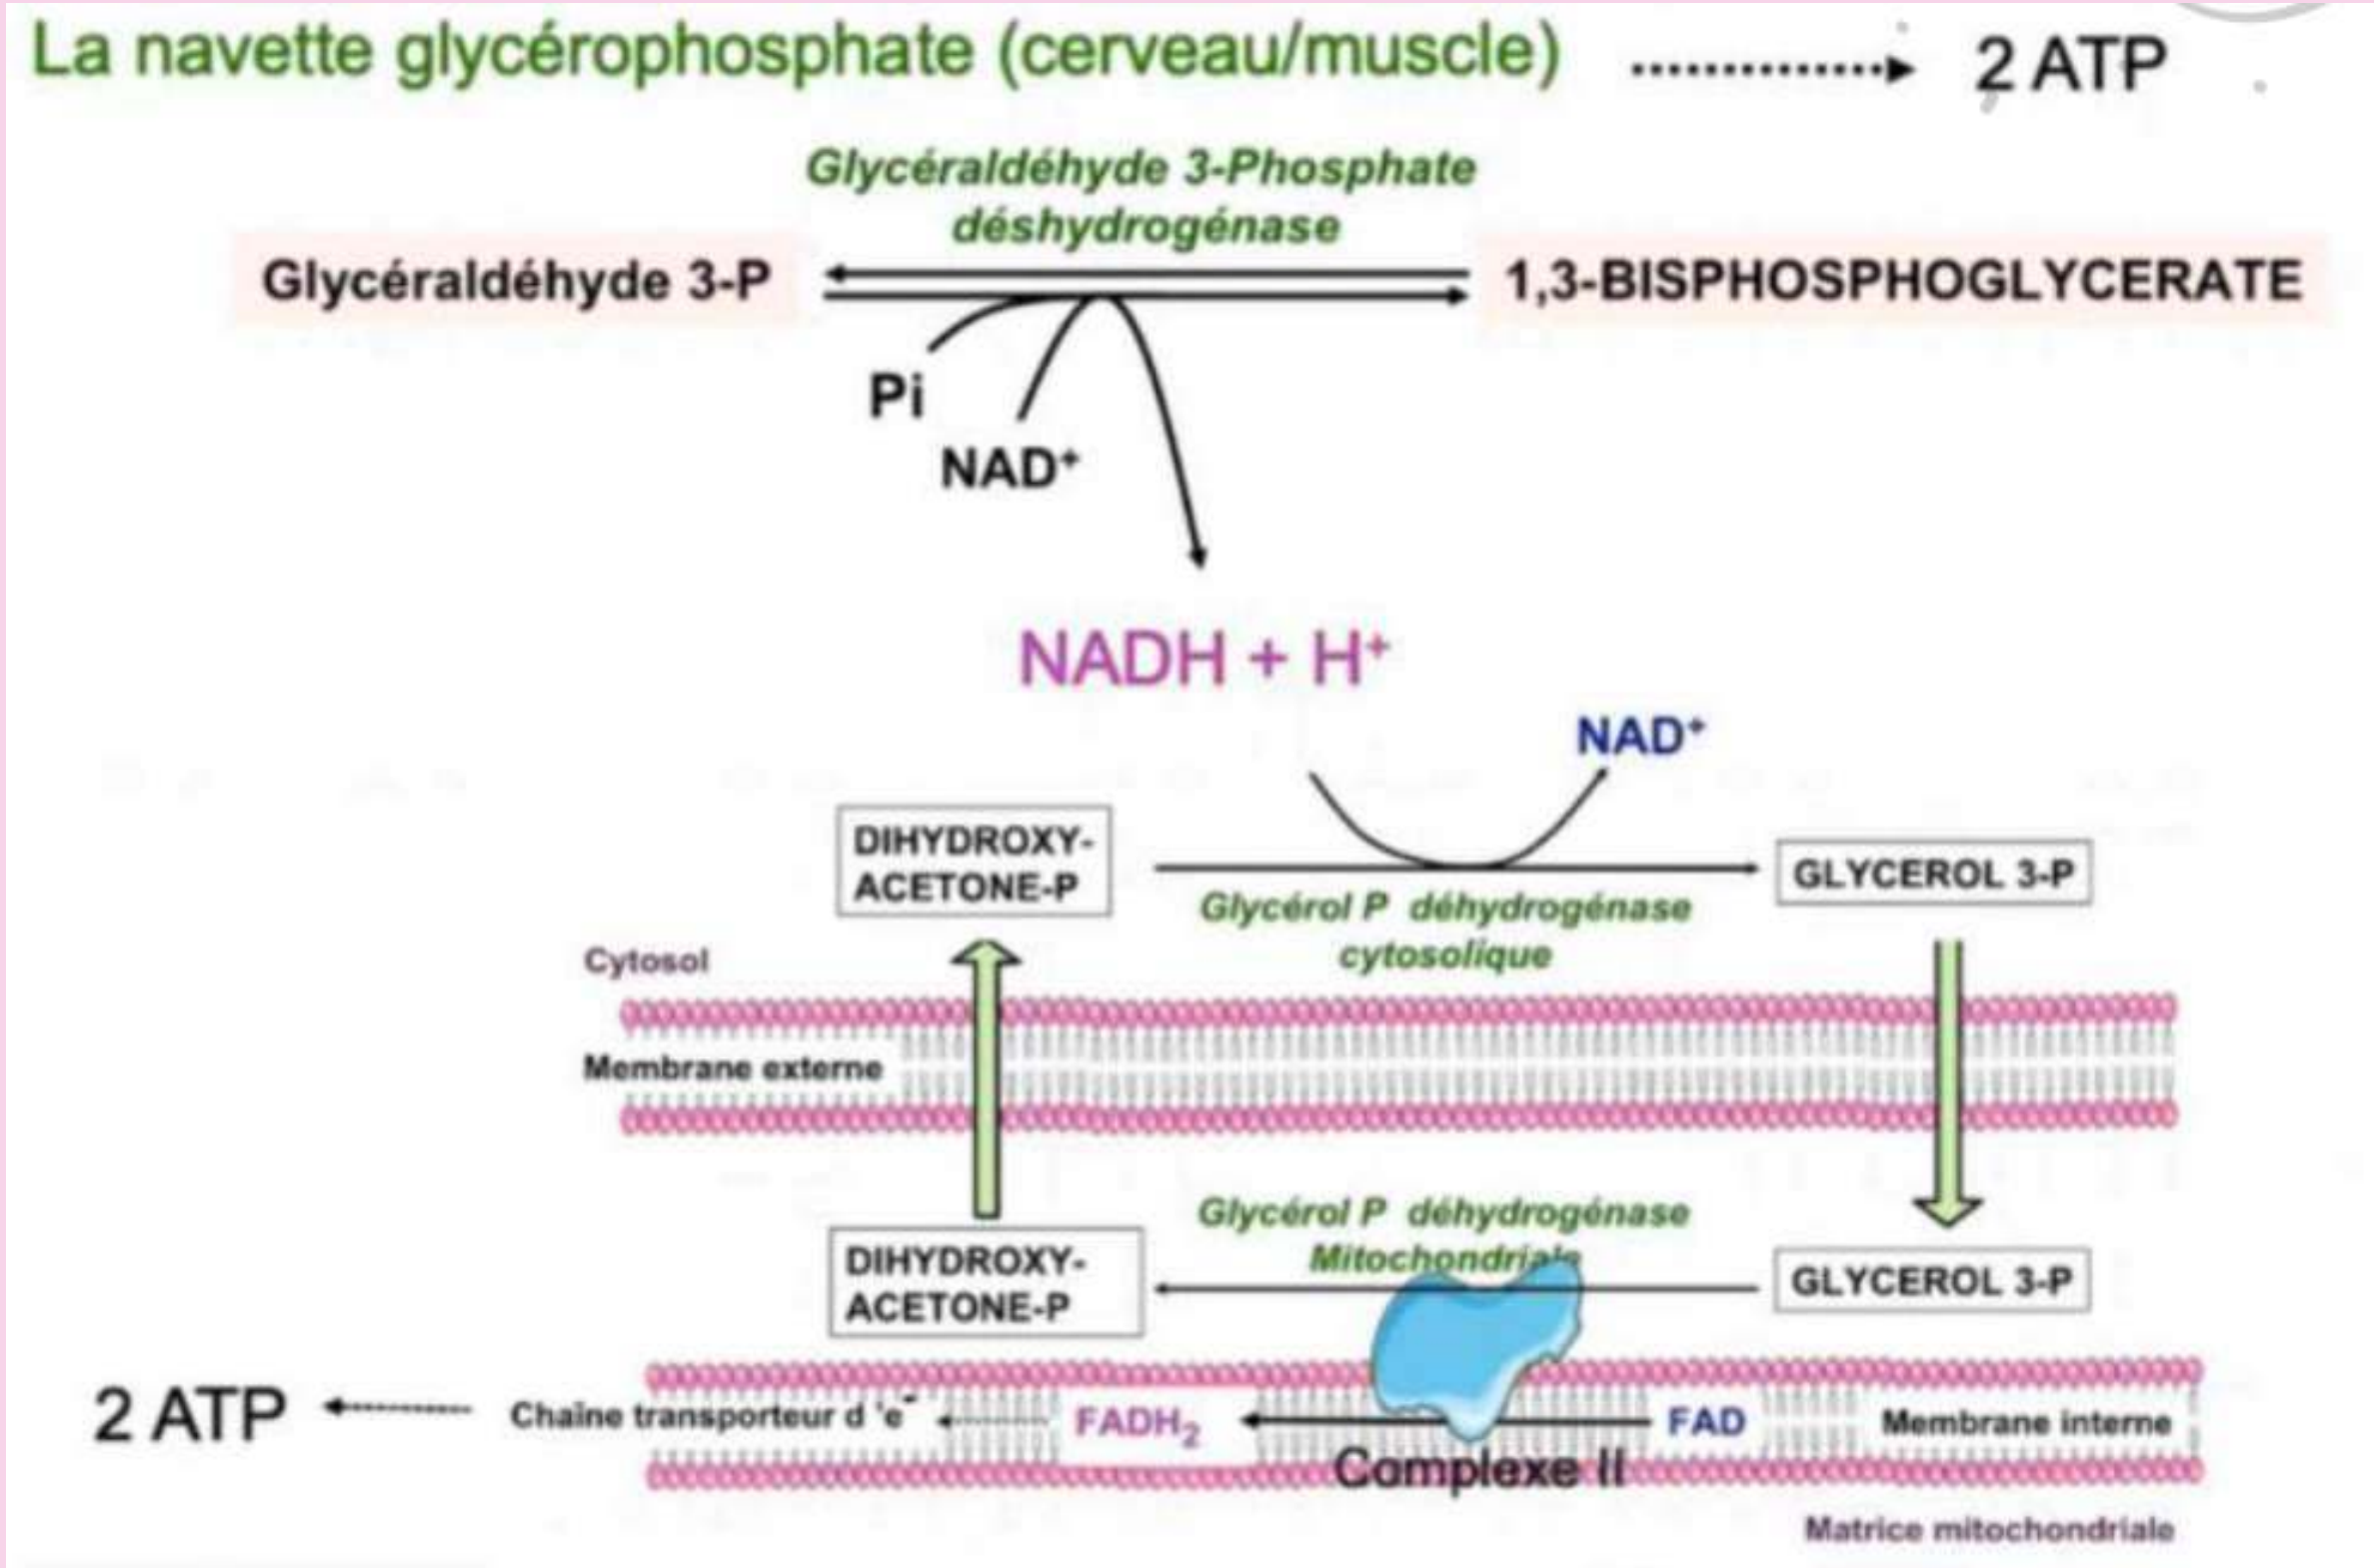 La navette glycérophosphate (cerveau/muscle) 2 ATP
Glycéraldéhyde 3-Phosphate
déshydrogénase
Glycéraldéhyde 3-P
1,3-BISPHOSPHOGLYCERATE
Pi
NAD⁺
NADH + H⁺
NAD⁺
DIHYDROXY-
ACETONE-P
GLYCEROL 3-P
Glycérol P déhydrogénase
cytosolique
Cytosol
Membrane externe
Glycérol P déhydrogénase
Mitochondriale
DIHYDROXY-
ACETONE-P
GLYCEROL 3-P
2 ATP
Chaîne transporteur d 'e⁻
FADH₂
FAD
Membrane interne
Complexe II
Matrice mitochondriale